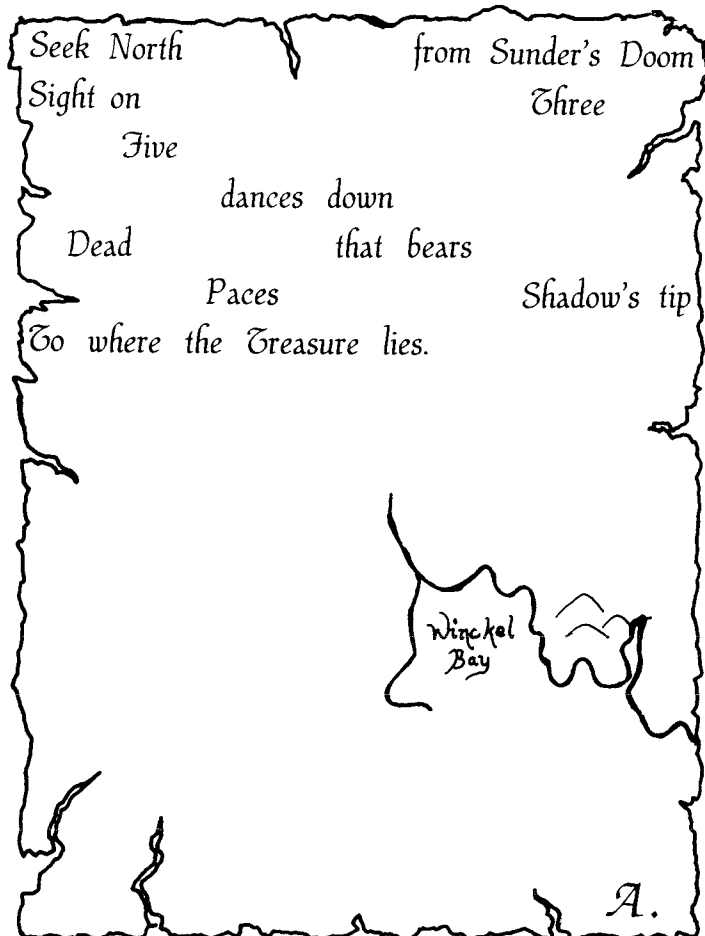 Seek North from Sunder's Doom
Sight on Three
Five
dances down
Dead that bears
Paces Shadow's tip
To where the Treasure lies.
Winckel
Bay
A.